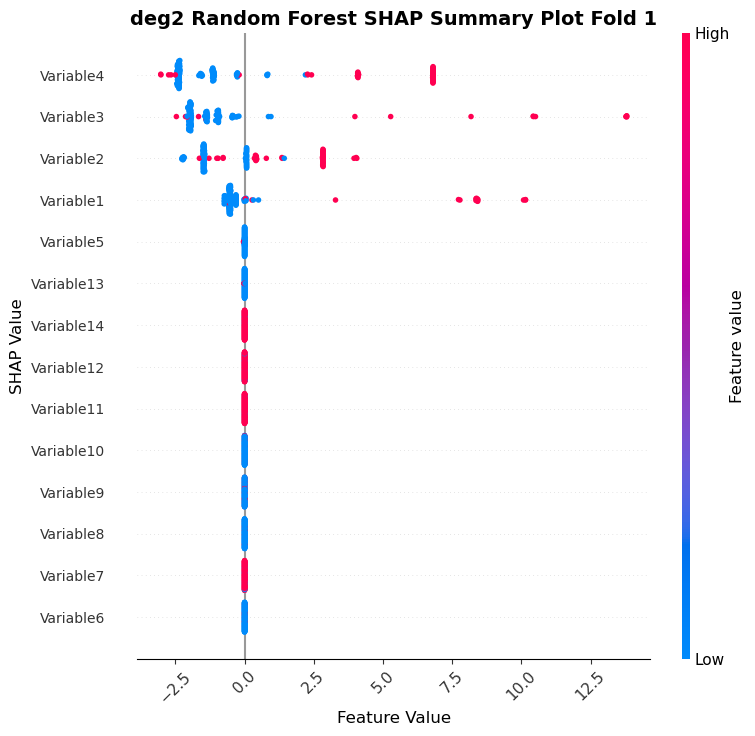 deg2 Random Forest SHAP Summary Plot Fold 1
High
Variable4
Variable3
Variable2
Variable1
Variable5
Variable13
Variable14
Variable12
Variable11
Variable10
Variable9
Variable8
Variable7
Variable6
SHAP Value
Feature value
Low
−2.5 0.0 2.5 5.0 7.5 10.0 12.5
Feature Value